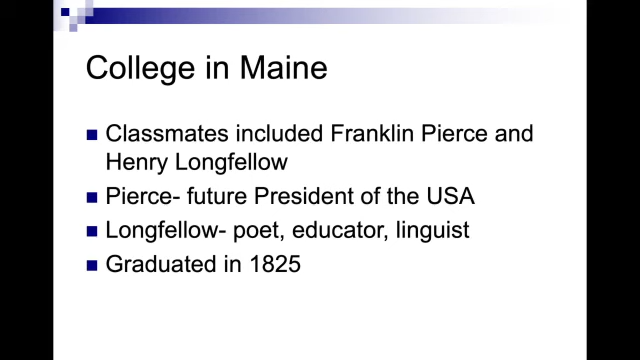 College in Maine
Classmates included Franklin Pierce and
Henry Longfellow
Pierce- future President of the USA
Longfellow- poet, educator, linguist
Graduated in 1825